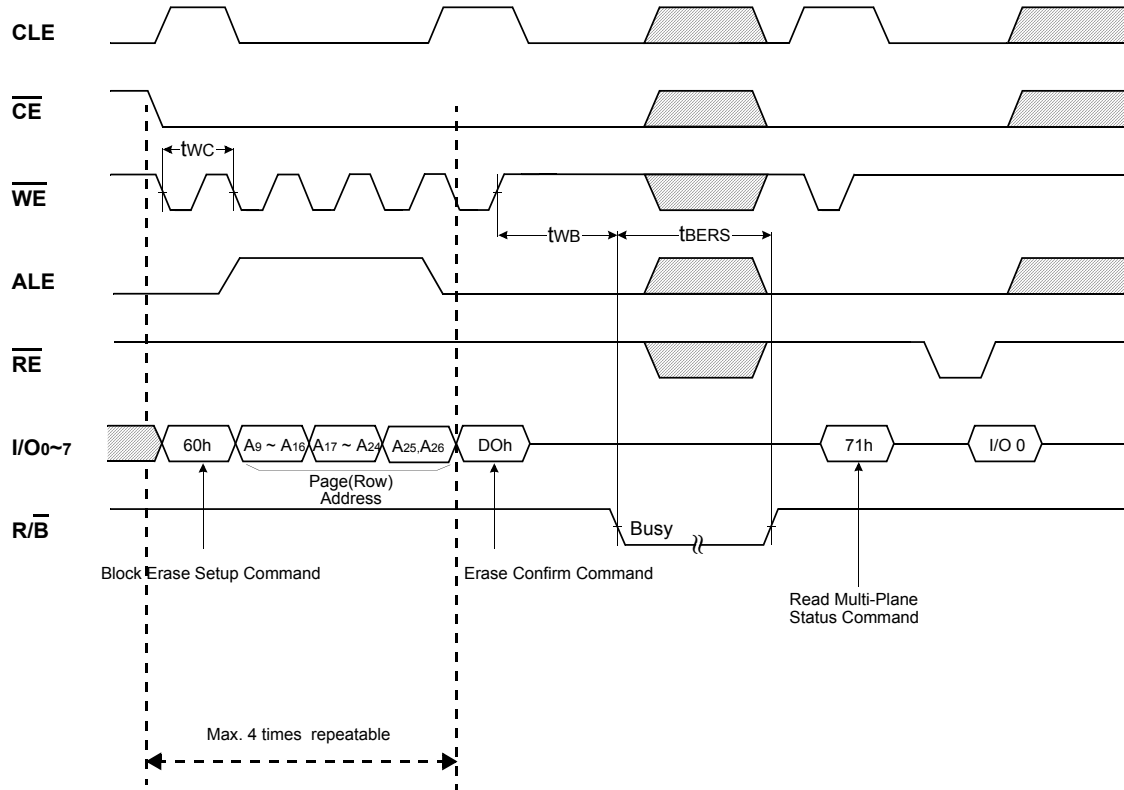 CLE
CE
tWC
WE
tWB
tBERS
ALE
RE
I/O0~7
60h
A9 ~ A16
A17 ~ A24
A25,A26
DOh
71h
I/O 0
Page(Row)
Address
R/B
Busy
Block Erase Setup Command
Erase Confirm Command
Read Multi-Plane
Status Command
Max. 4 times repeatable